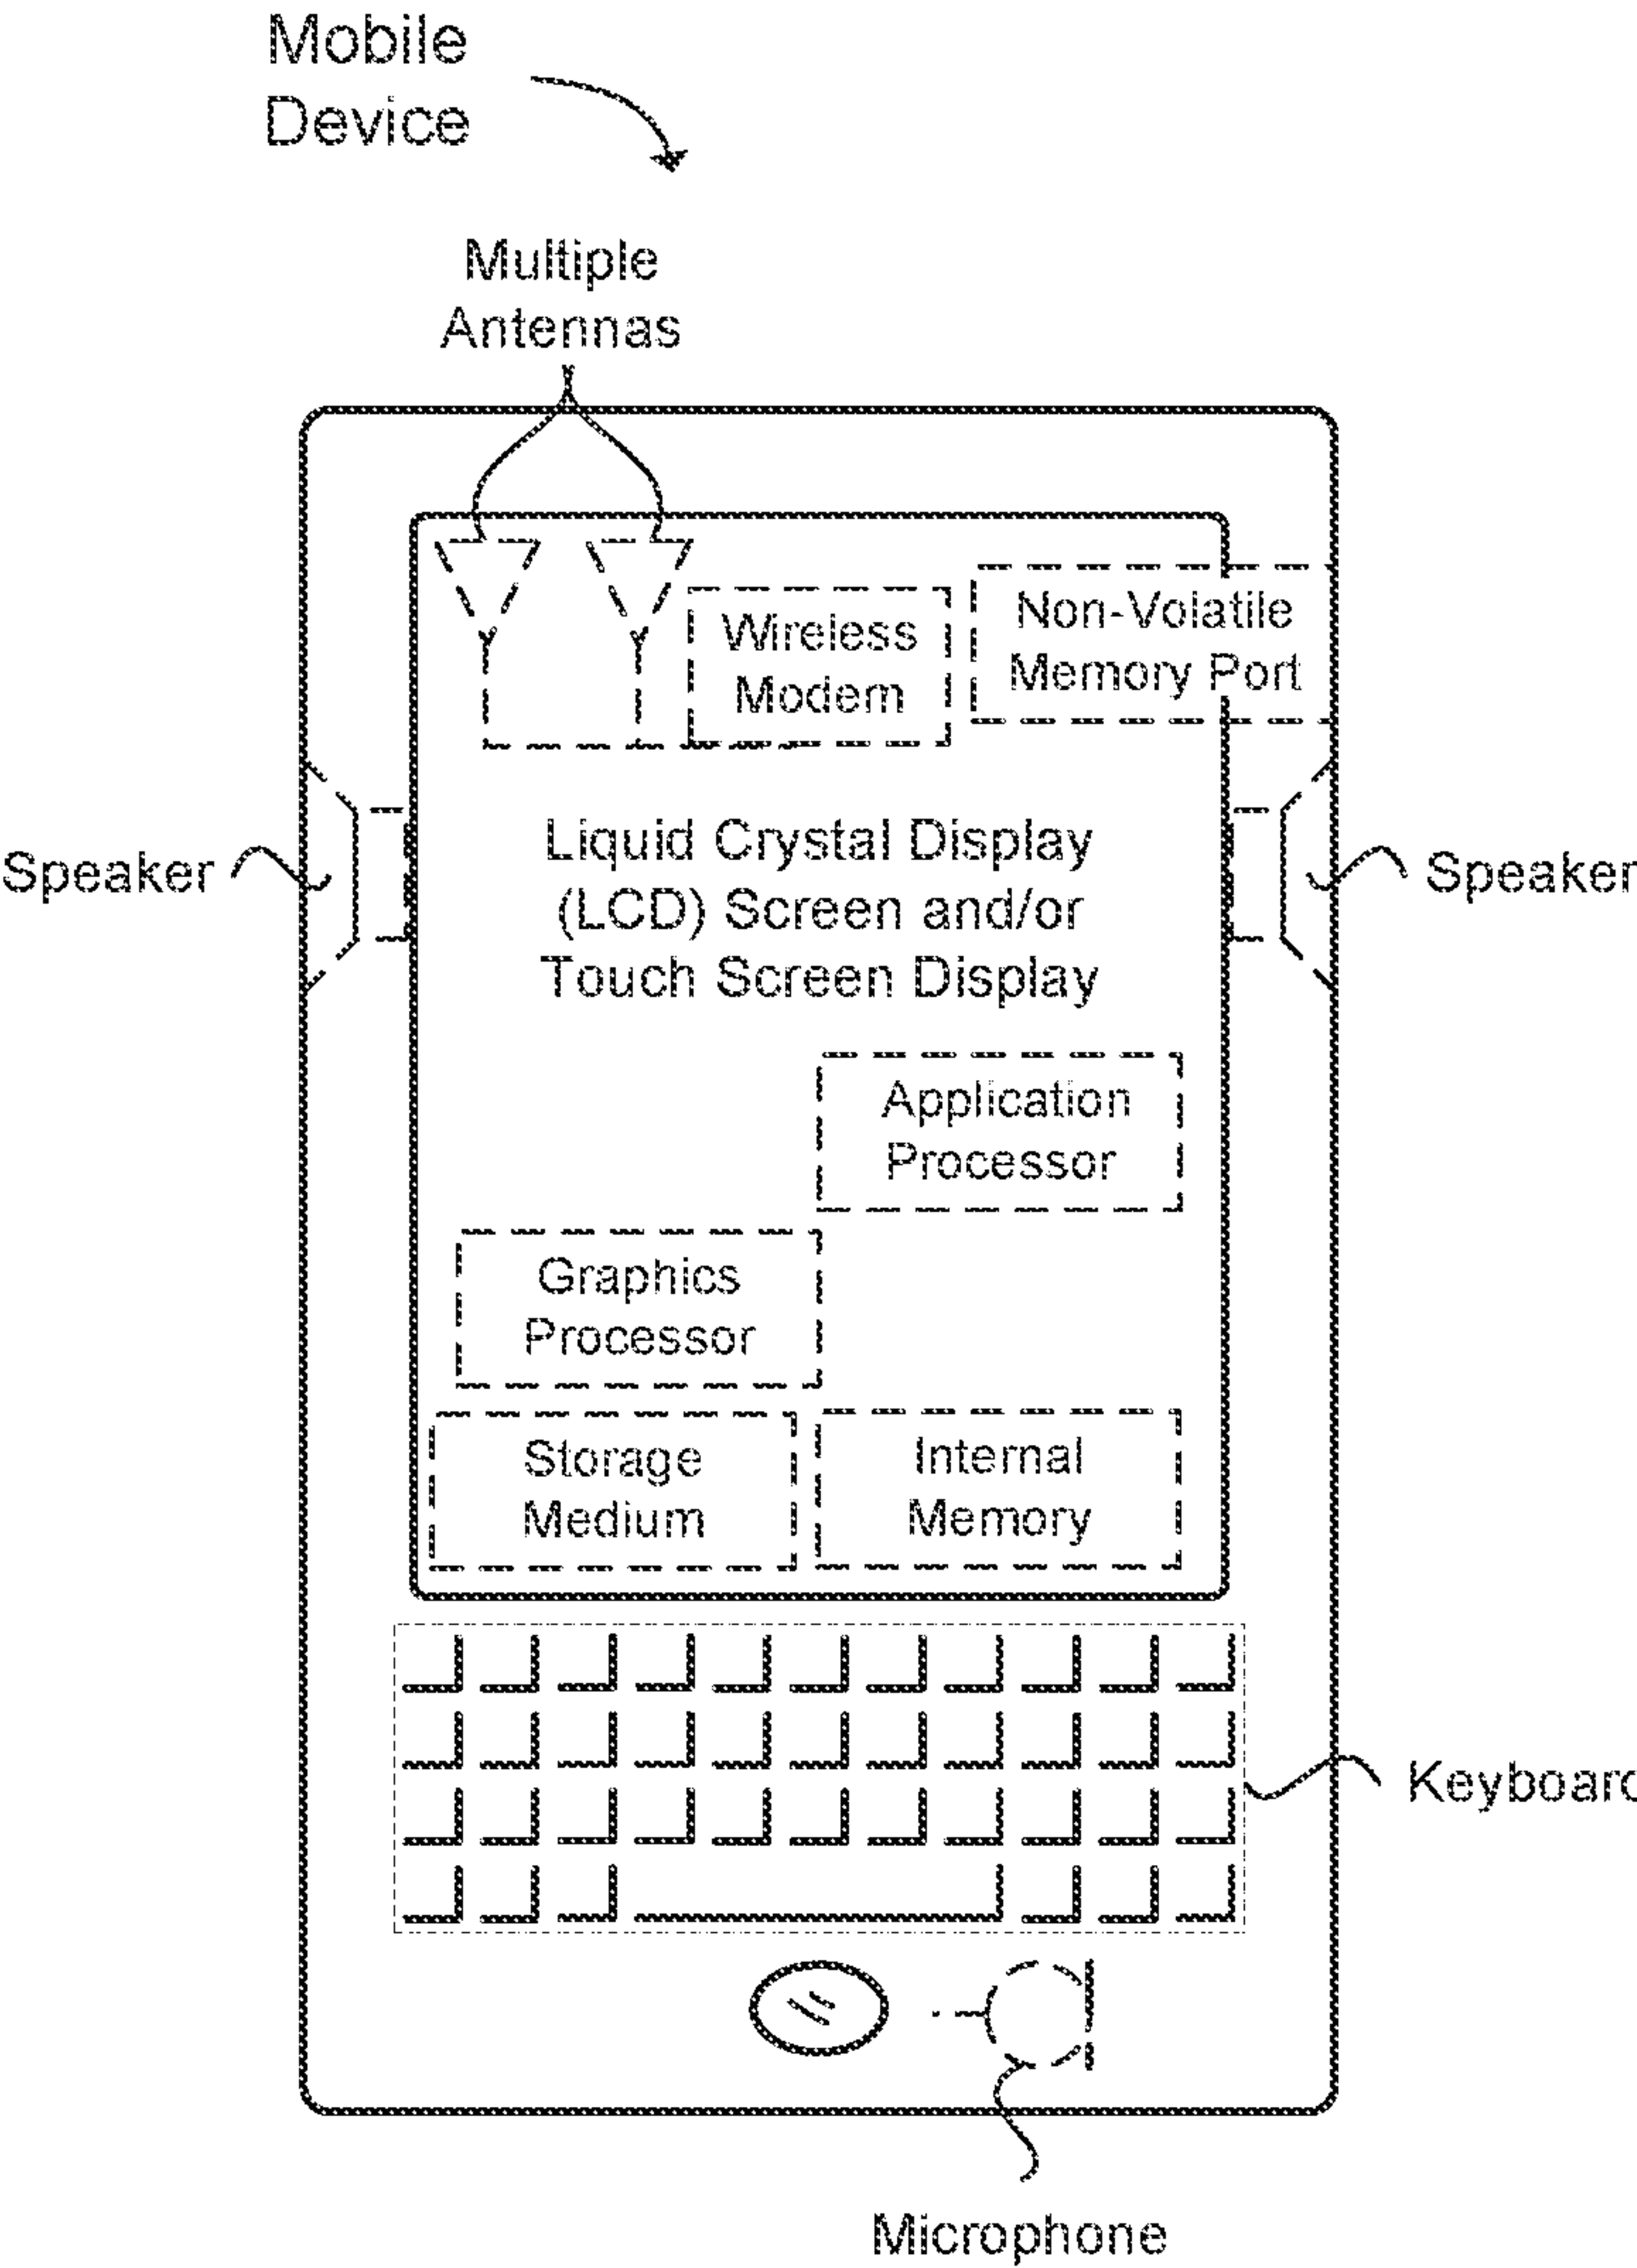 Mobile
Device
Multiple
Antennas
Wireless
Modem
Non-Volatile
Memory Port
Liquid Crystal Display
(LCD) Screen and/or
Touch Screen Display
Speaker
Speaker
Application
Processor
Graphics
Processor
Storage
Medium
Internal
Memory
Keyboard
Microphone